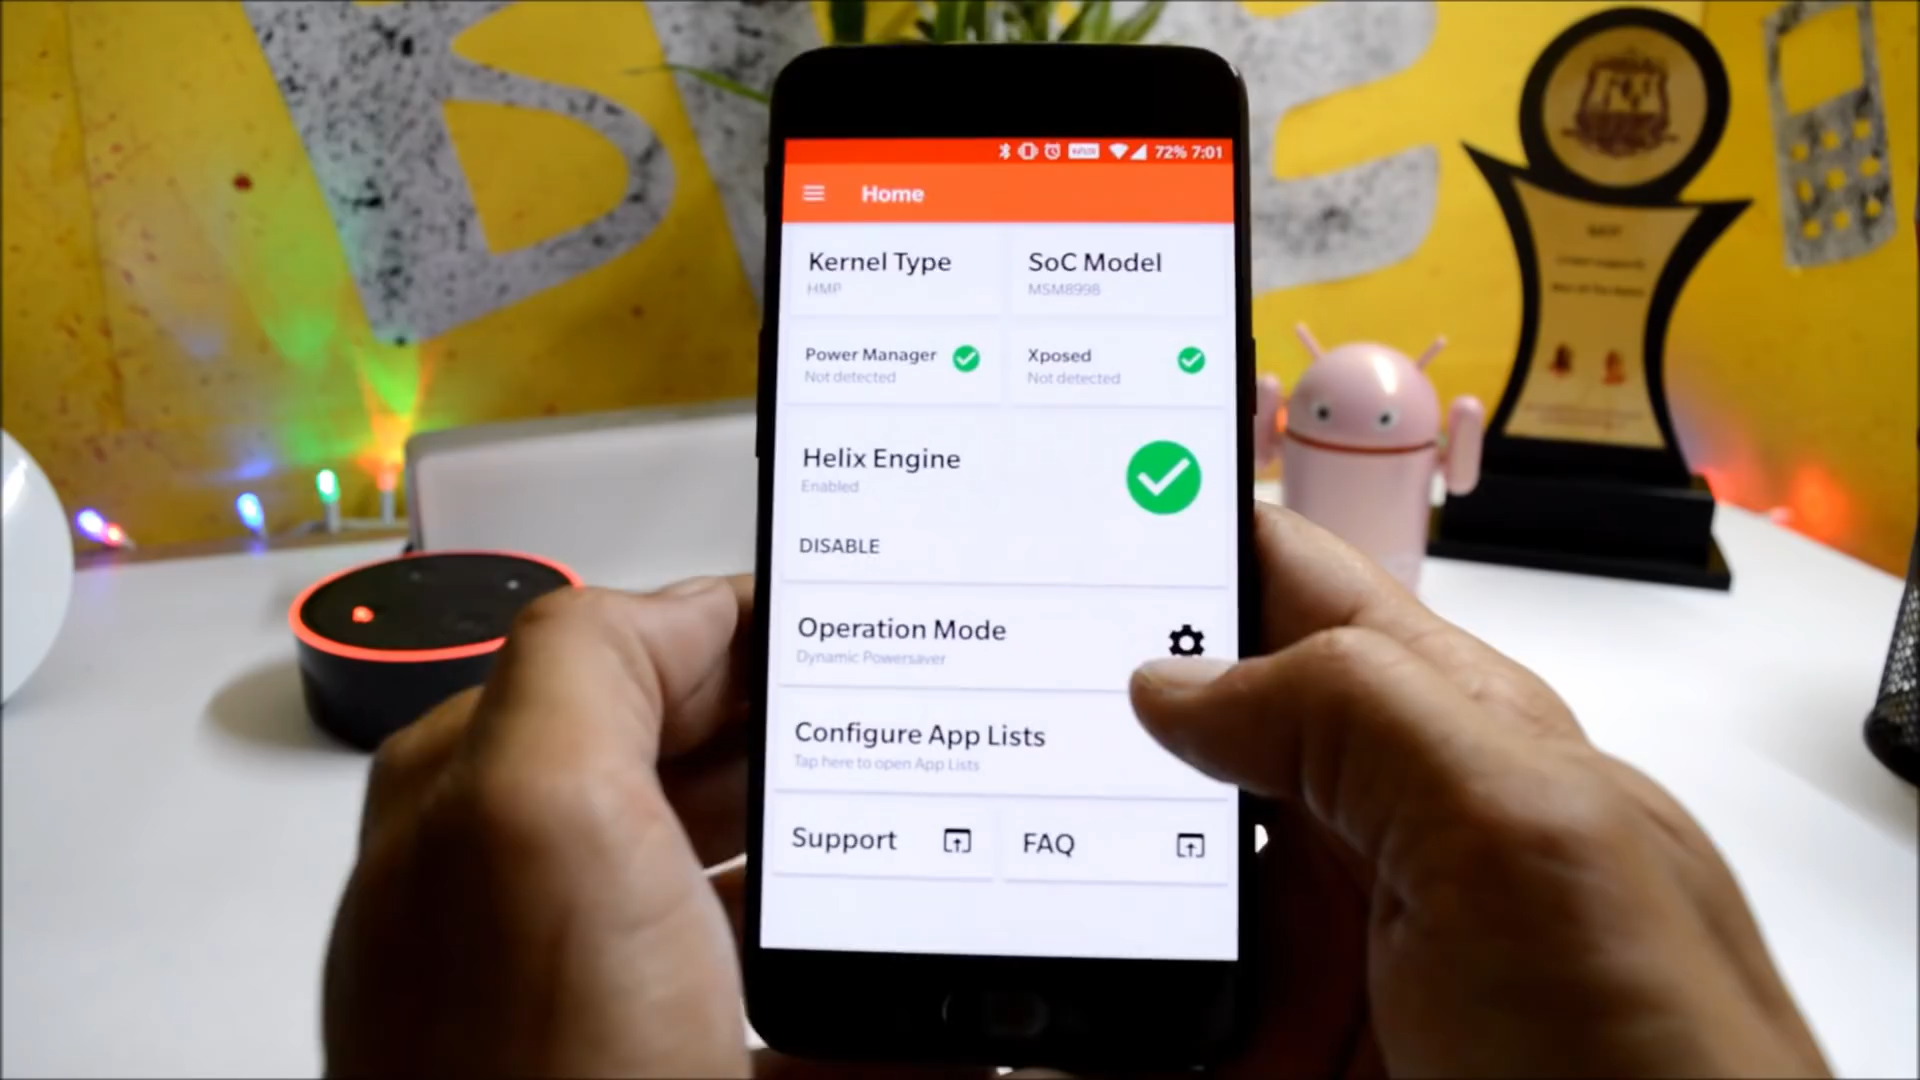 72% 7:01
Home
Kernel Type
HMP
SoC Model
MSM8998
Power Manager
Not detected
Xposed
Not detected
Helix Engine
Enabled
DISABLE
Operation Mode
Dynamic Powersaver
Configure App Lists
Tap here to open App Lists
Support
FAQ